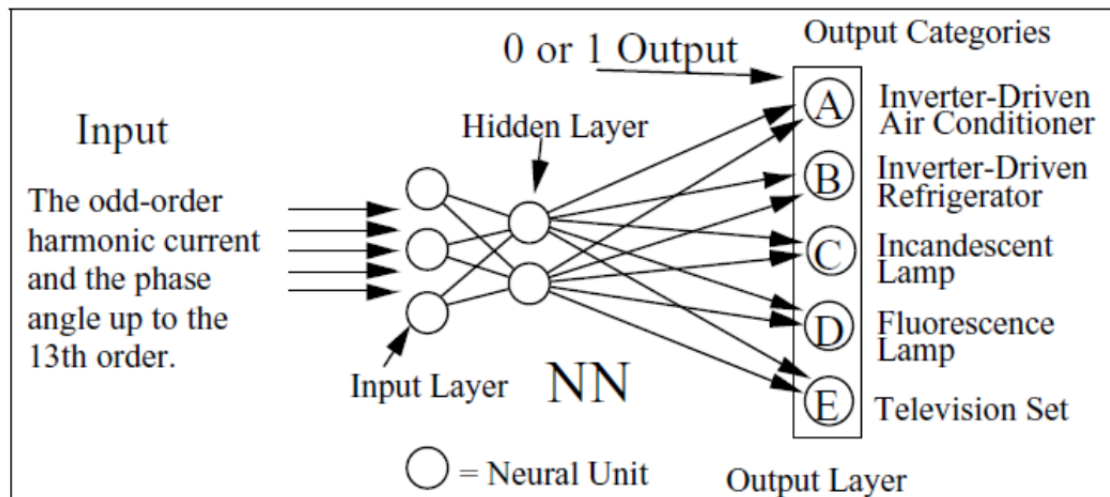 Input
The odd-order
harmonic current
and the phase
angle up to the
13th order.
0 or 1 Output
Hidden Layer
Input Layer
NN
= Neural Unit
Output Categories
A
Inverter-Driven
Air Conditioner
B
Inverter-Driven
Refrigerator
C
Incandescent
Lamp
D
Fluorescence
Lamp
E
Television Set
Output Layer